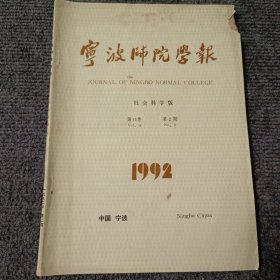 寧波師院學報
the
JOURNAL OF NINGBO NORMAL COLLEGE
社会科学版
第14卷 第2期
1992
中国 宁波 Ningbo China